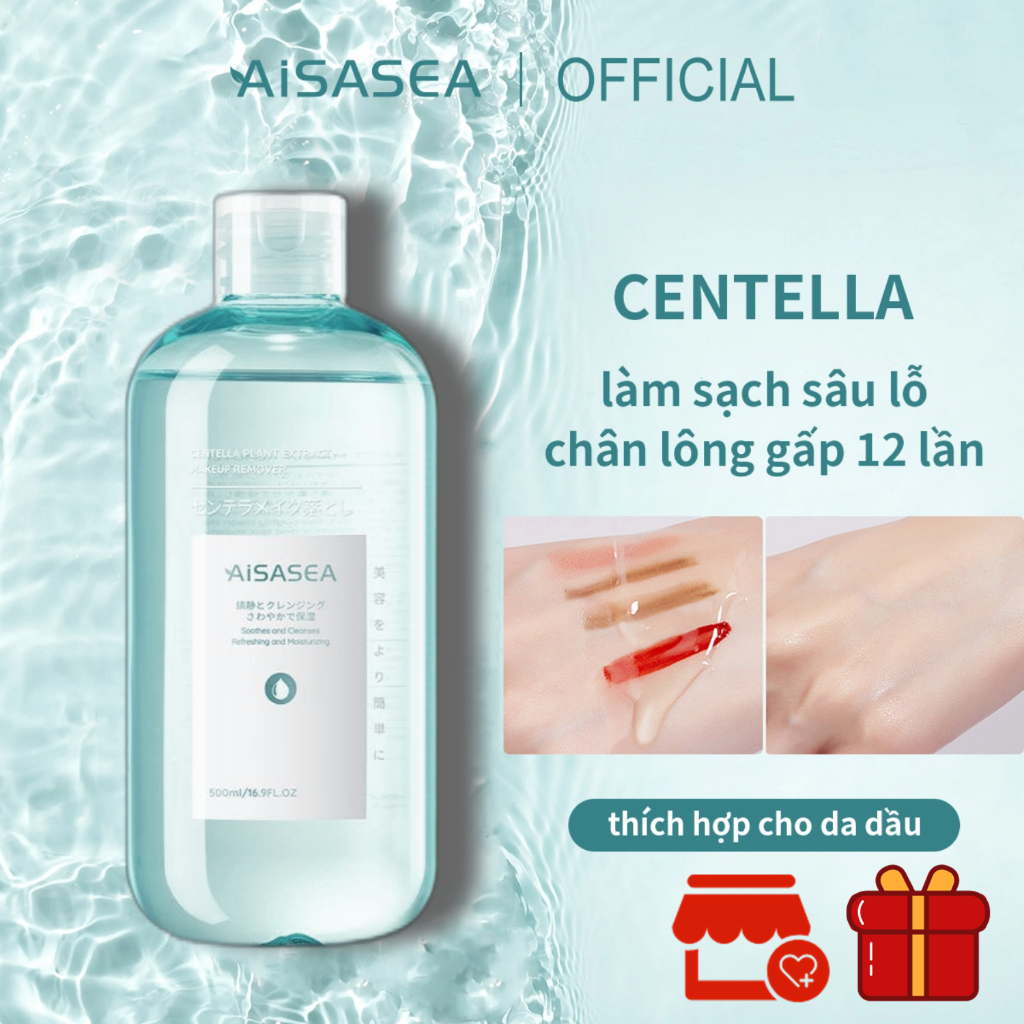 AiSASEA | OFFICIAL
CENTELLA
làm sạch sâu lỗ
chân lông gấp 12 lần
CENTELLA PLANT EXTRACT
MAKEUP REMOVER
センテラメイク落とし
AiSASEA
鎮静とクレンジング
さわやかで保湿
Soothes and Cleanses
Refreshing and Moisturizing
美容をより簡単に
500ml/16.9FL.OZ
thích hợp cho da dầu